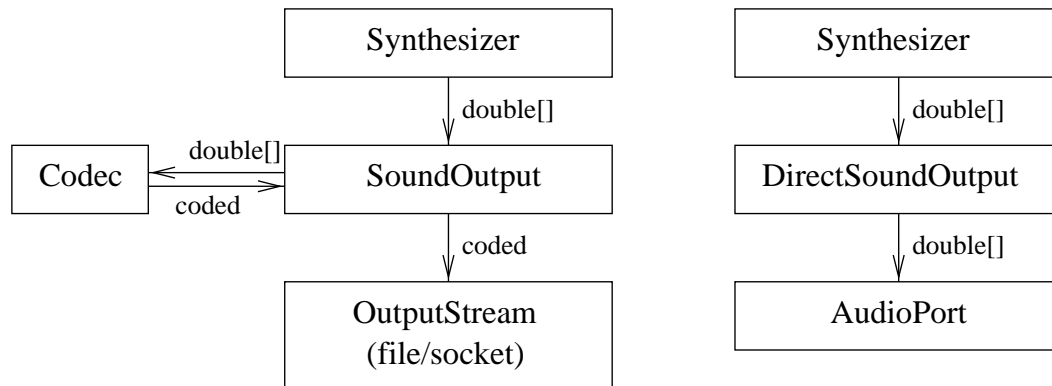 Synthesizer
double[]
Codec
double[]
coded
SoundOutput
coded
OutputStream
(file/socket)
Synthesizer
double[]
DirectSoundOutput
double[]
AudioPort